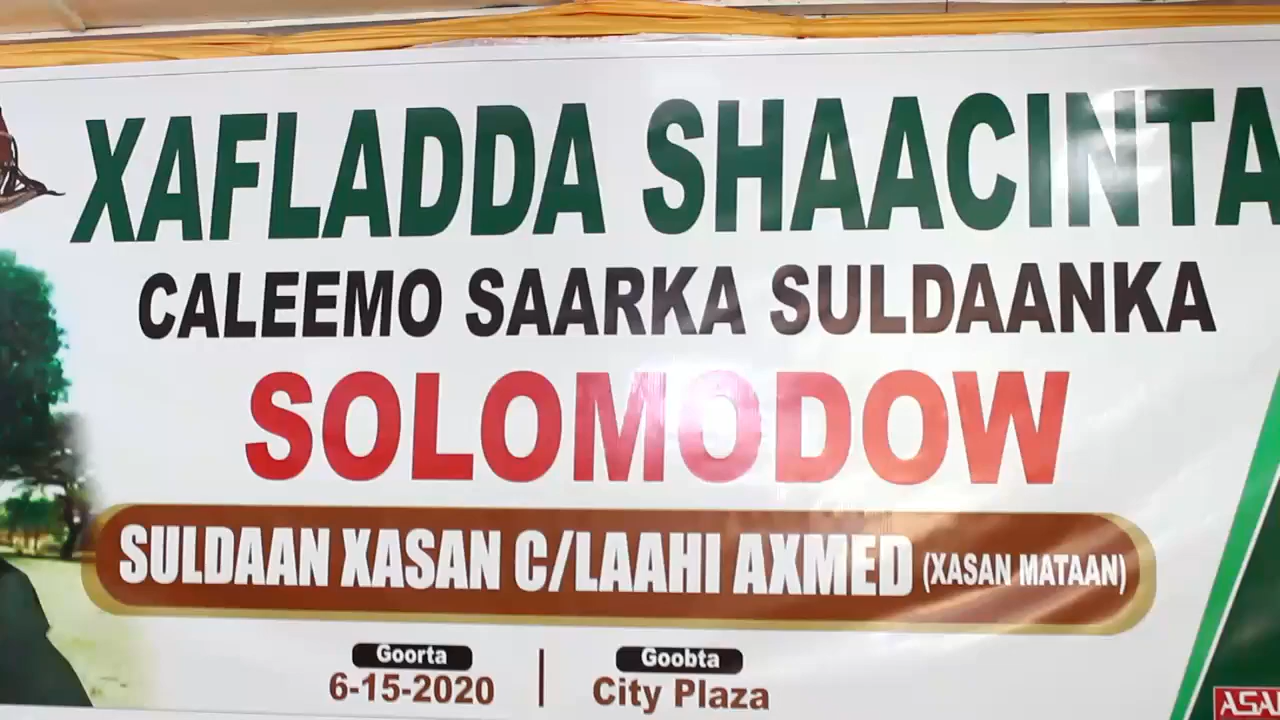 XAFLADDA SHAACINTA
CALEEMO SAARKA SULDAANKA
SOLOMODOW
SULDAAN XASAN C/LAAHI AXMED (XASAN MATAAN)
Goorta
6-15-2020
Goobta
City Plaza